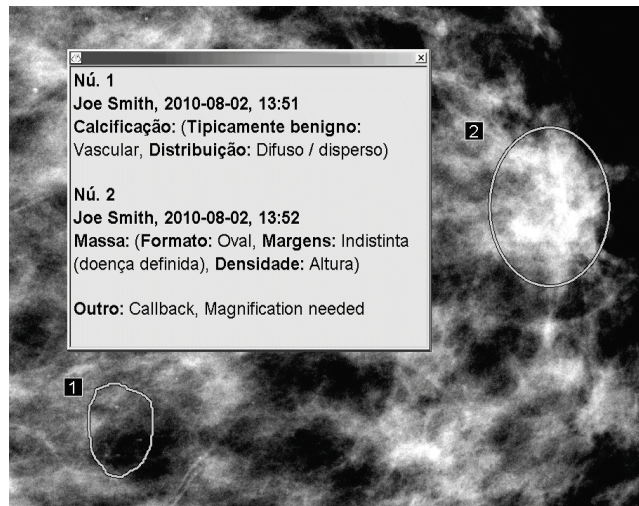 Nú. 1
Joe Smith, 2010-08-02, 13:51
Calcificação: (Tipicamente benigno:
Vascular, Distribuição: Difuso / disperso)
Nú. 2
Joe Smith, 2010-08-02, 13:52
Massa: (Formato: Oval, Margens: Indistinta
(doença definida), Densidade: Altura)
Outro: Callback, Magnification needed
2
1